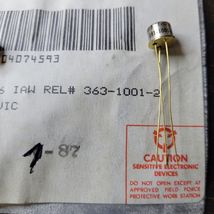 04074593
6 IAW REL# 363-1001-2
VIC
1-87
CAUTION
SENSITIVE ELECTRONIC
DEVICES
DO NOT OPEN EXCEPT AT
APPROVED FIELD FORCE
PROTECTIVE WORK STATION